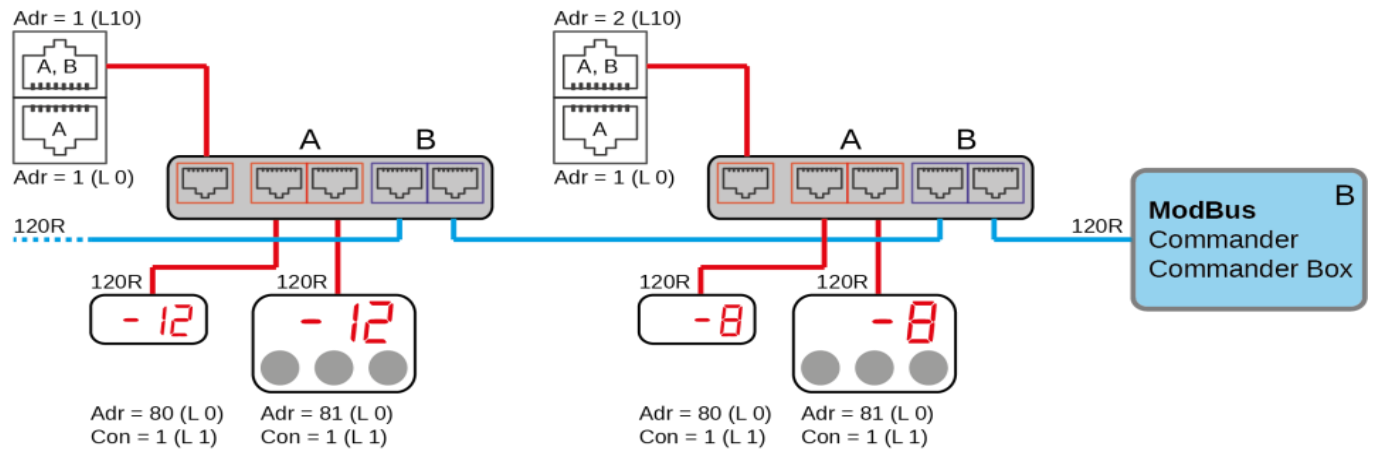 Adr = 1 (L10)
A, B
A
Adr = 1 (L 0)
A
B
120R
120R
120R
-12
-12
Adr = 80 (L 0)
Con = 1 (L 1)
Adr = 81 (L 0)
Con = 1 (L 1)
Adr = 2 (L10)
A, B
A
Adr = 1 (L 0)
A
B
120R
120R
120R
-8
-8
Adr = 80 (L 0)
Con = 1 (L 1)
Adr = 81 (L 0)
Con = 1 (L 1)
B
ModBus
Commander
Commander Box